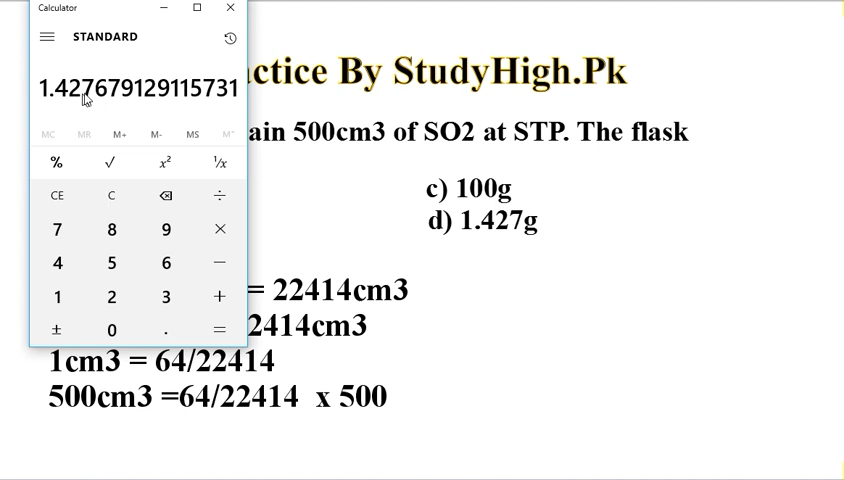 Calculator
STANDARD
1.427679129115731
MC MR M+ M- MS M˅
% √ x² ¹/x
CE C ÷
7 8 9 ×
4 5 6 −
1 2 3 +
± 0 . =
ctice By StudyHigh.Pk
ain 500cm3 of SO2 at STP. The flask
c) 100g
d) 1.427g
= 22414cm3
2414cm3
1cm3 = 64/22414
500cm3 =64/22414 x 500